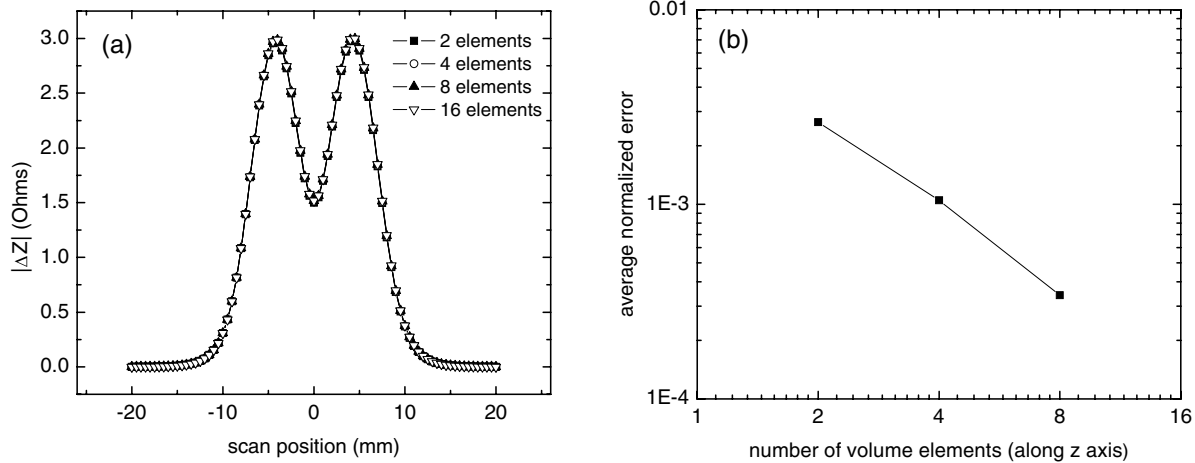 (a)
2 elements
4 elements
8 elements
16 elements
3.0
2.5
2.0
1.5
1.0
0.5
0.0
|ΔZ| (Ohms)
-20
-10
0
10
20
scan position (mm)
(b)
0.01
1E-3
1E-4
average normalized error
1
2
4
8
16
number of volume elements (along z axis)